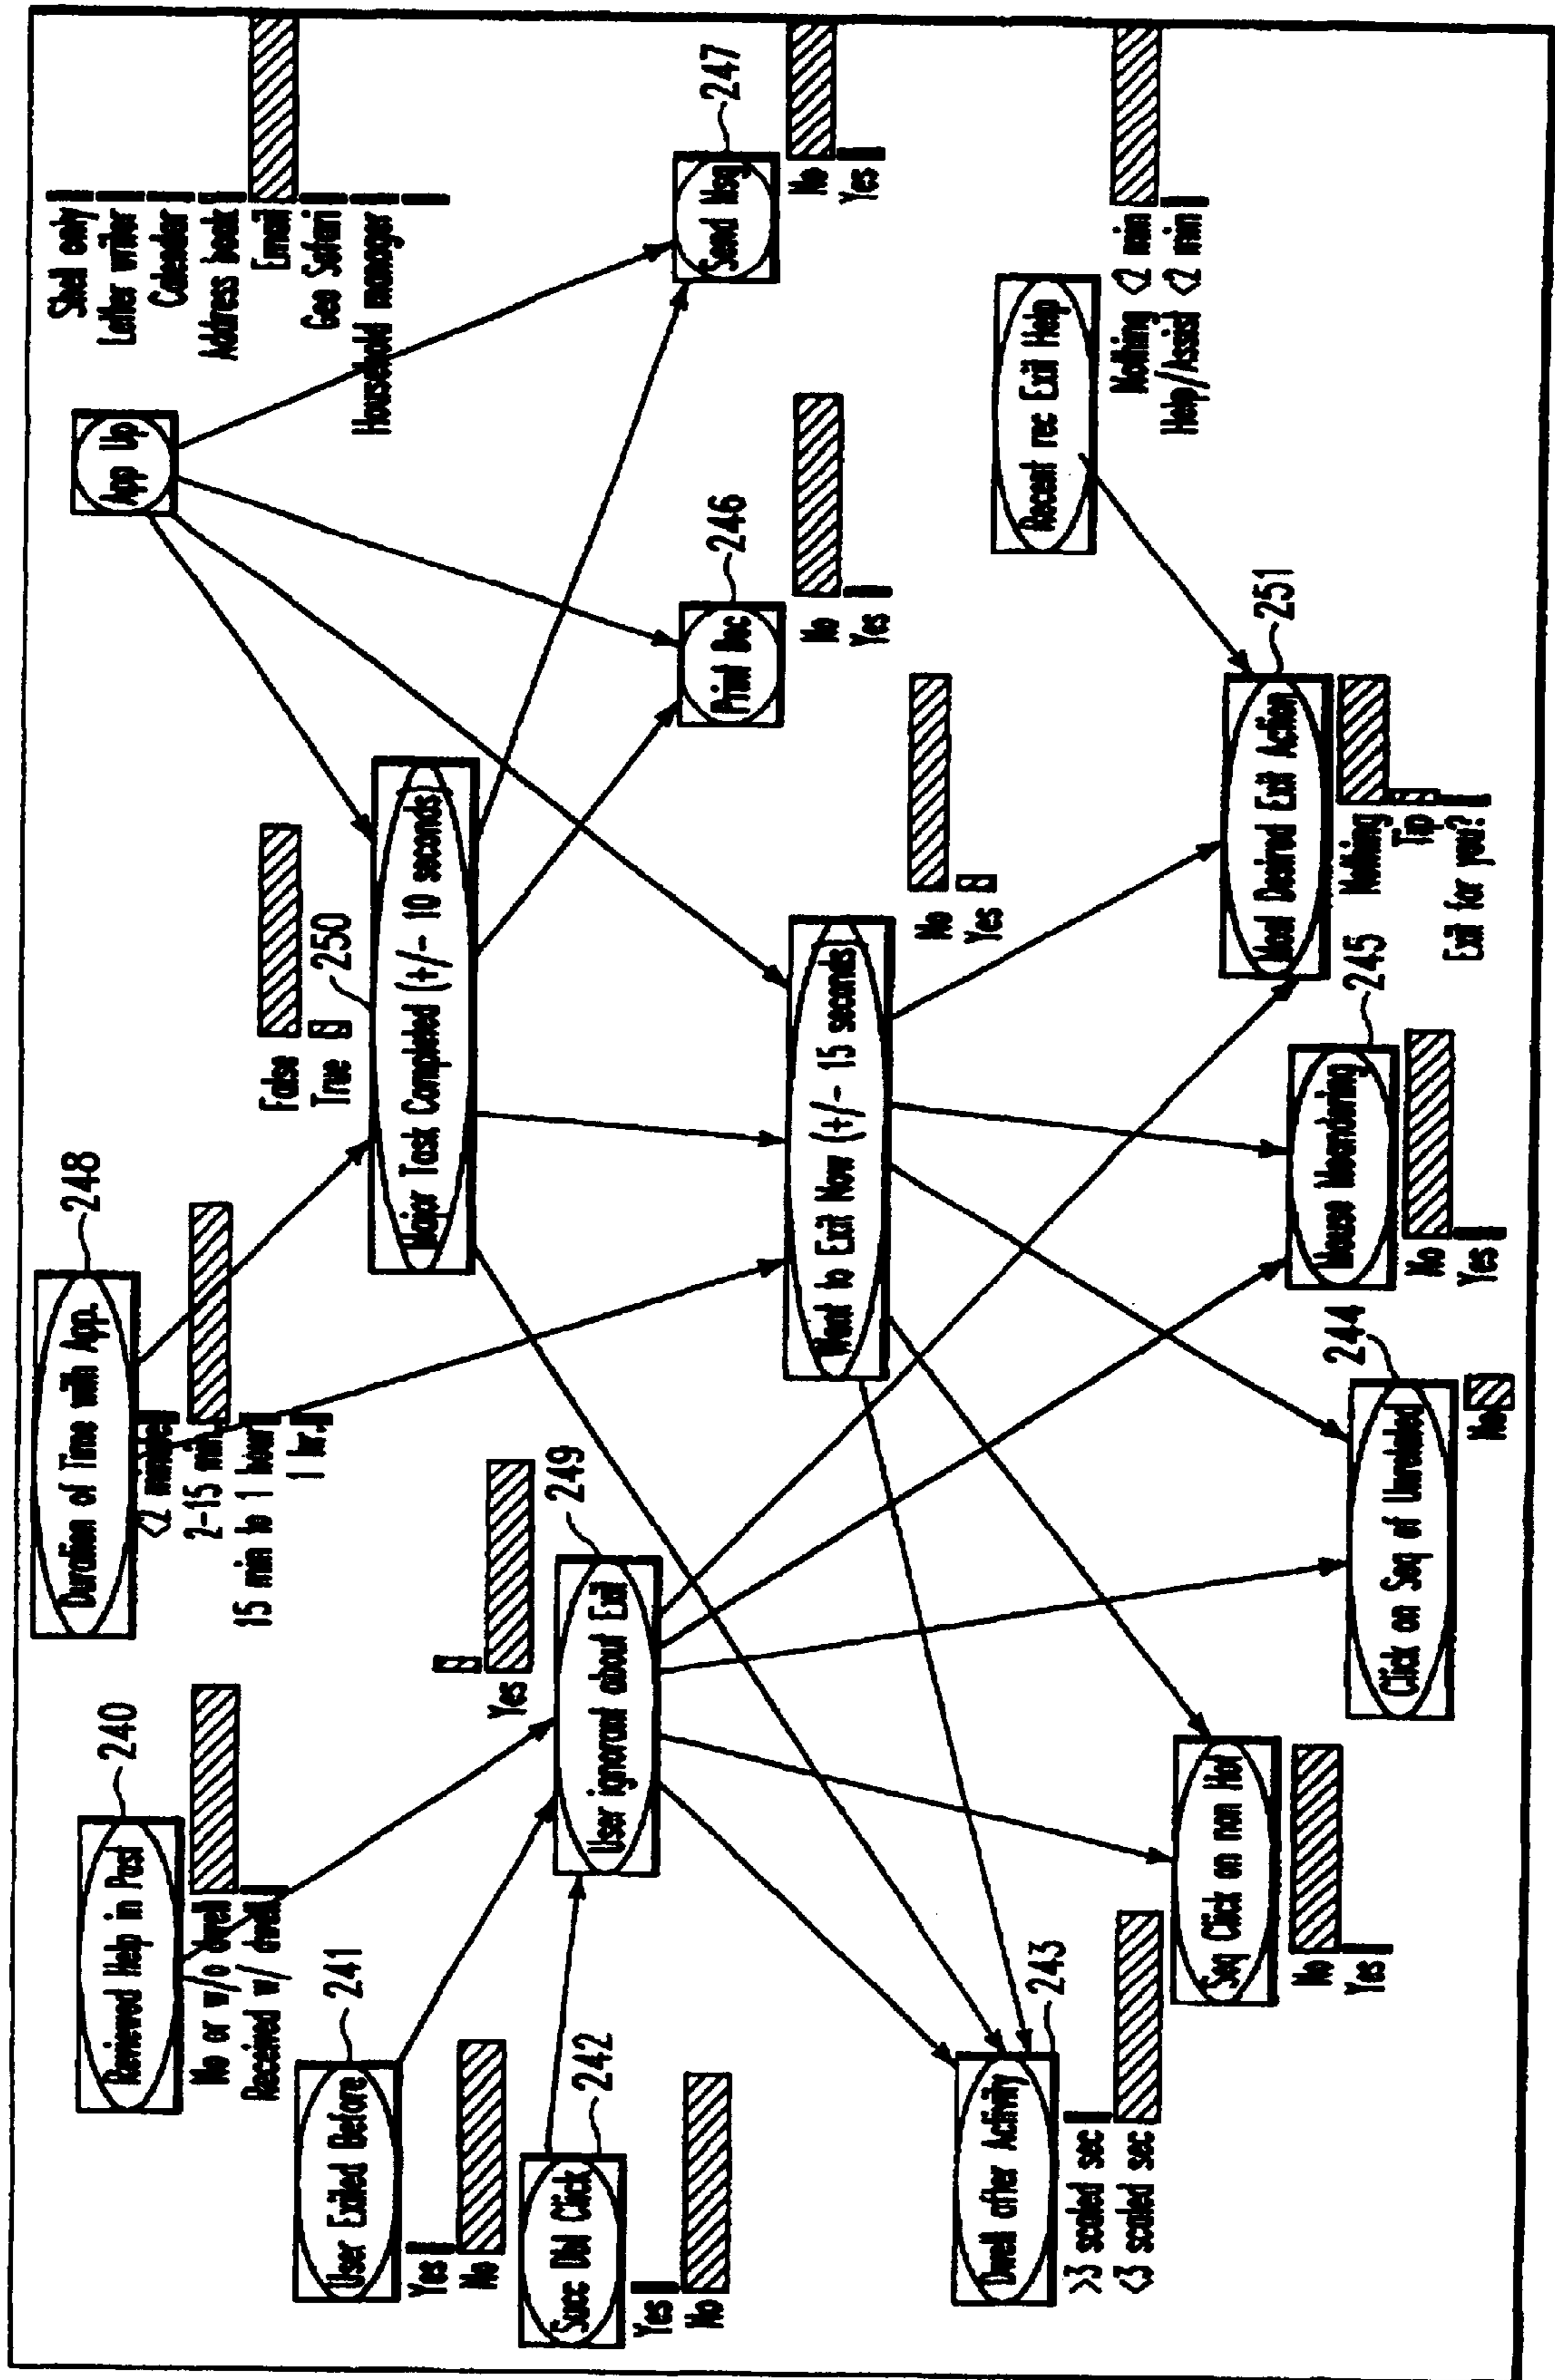 Reviewed Help in Past
240
No or w/o dwell
Received w/ dwell
Duration of Time with App.
248
<2 minutes
2-15 min
15 min to 1 hour
1 hr.
App Up
Shell only
Letter writer
Calendar
Address book
Email
Geo Safari
Household manager
User Exited Before
241
Yes
No
False
True
250
Major Task Completed (+/- 10 seconds
Succ Dbl Click
242
Yes
No
Yes
249
User ignorant about Exit
Print Doc
246
No
Yes
Send Msg
247
No
Yes
Want to Exit Now (+/- 15 seconds
No
Yes
Dwell after Activity
243
>3 scaled sec
<3 scaled sec
Recent rec Exit Help
Nothing <2 min
Help/Assist <2 min
Seq Click on non Hot
No
Yes
Click on Seq of Unrelated
244
No
Mouse Meandering
245
No
Yes
Most Desired Exit Action
251
Nothing
Tip
Exit for you?